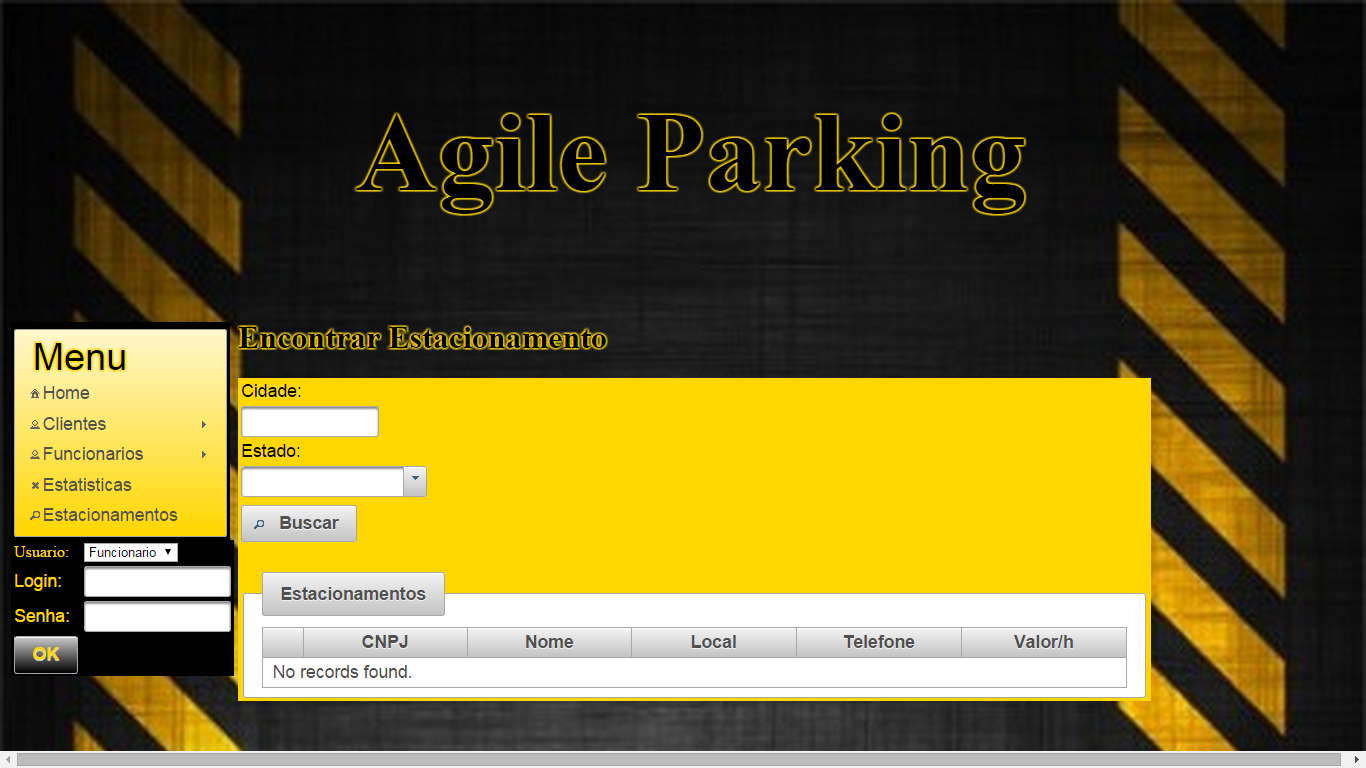 Agile Parking
Menu
Home
Clientes
Funcionarios
Estatisticas
Estacionamentos
Usuario: Funcionario
Login:
Senha:
OK
Encontrar Estacionamento
Cidade:
Estado:
Buscar
Estacionamentos
CNPJ Nome Local Telefone Valor/h
No records found.